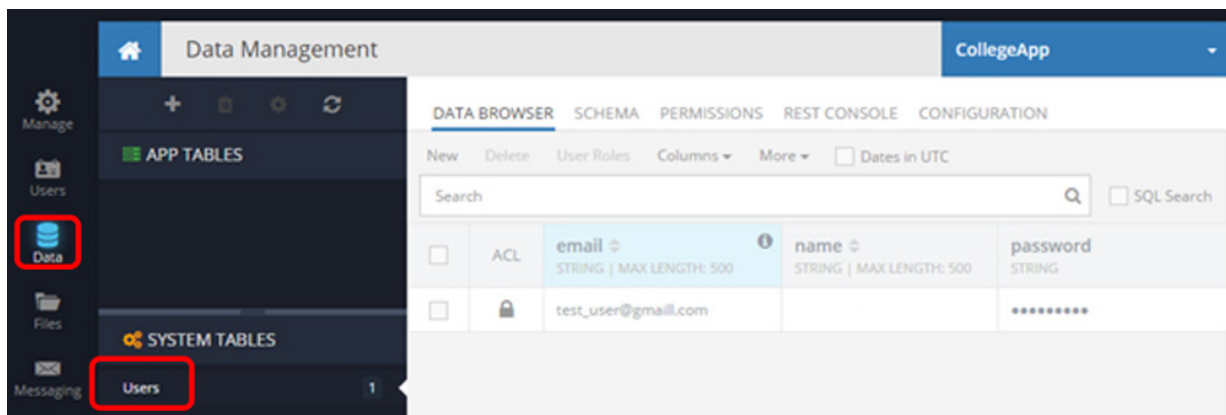 Data Management
CollegeApp
Manage
Users
Data
Files
Messaging
APP TABLES
SYSTEM TABLES
Users 1
DATA BROWSER SCHEMA PERMISSIONS REST CONSOLE CONFIGURATION
New Delete User Roles Columns More Dates in UTC
Search SQL Search
ACL email name password
STRING | MAX LENGTH: 500 STRING | MAX LENGTH: 500 STRING
test_user@gmaill.com •••••••••